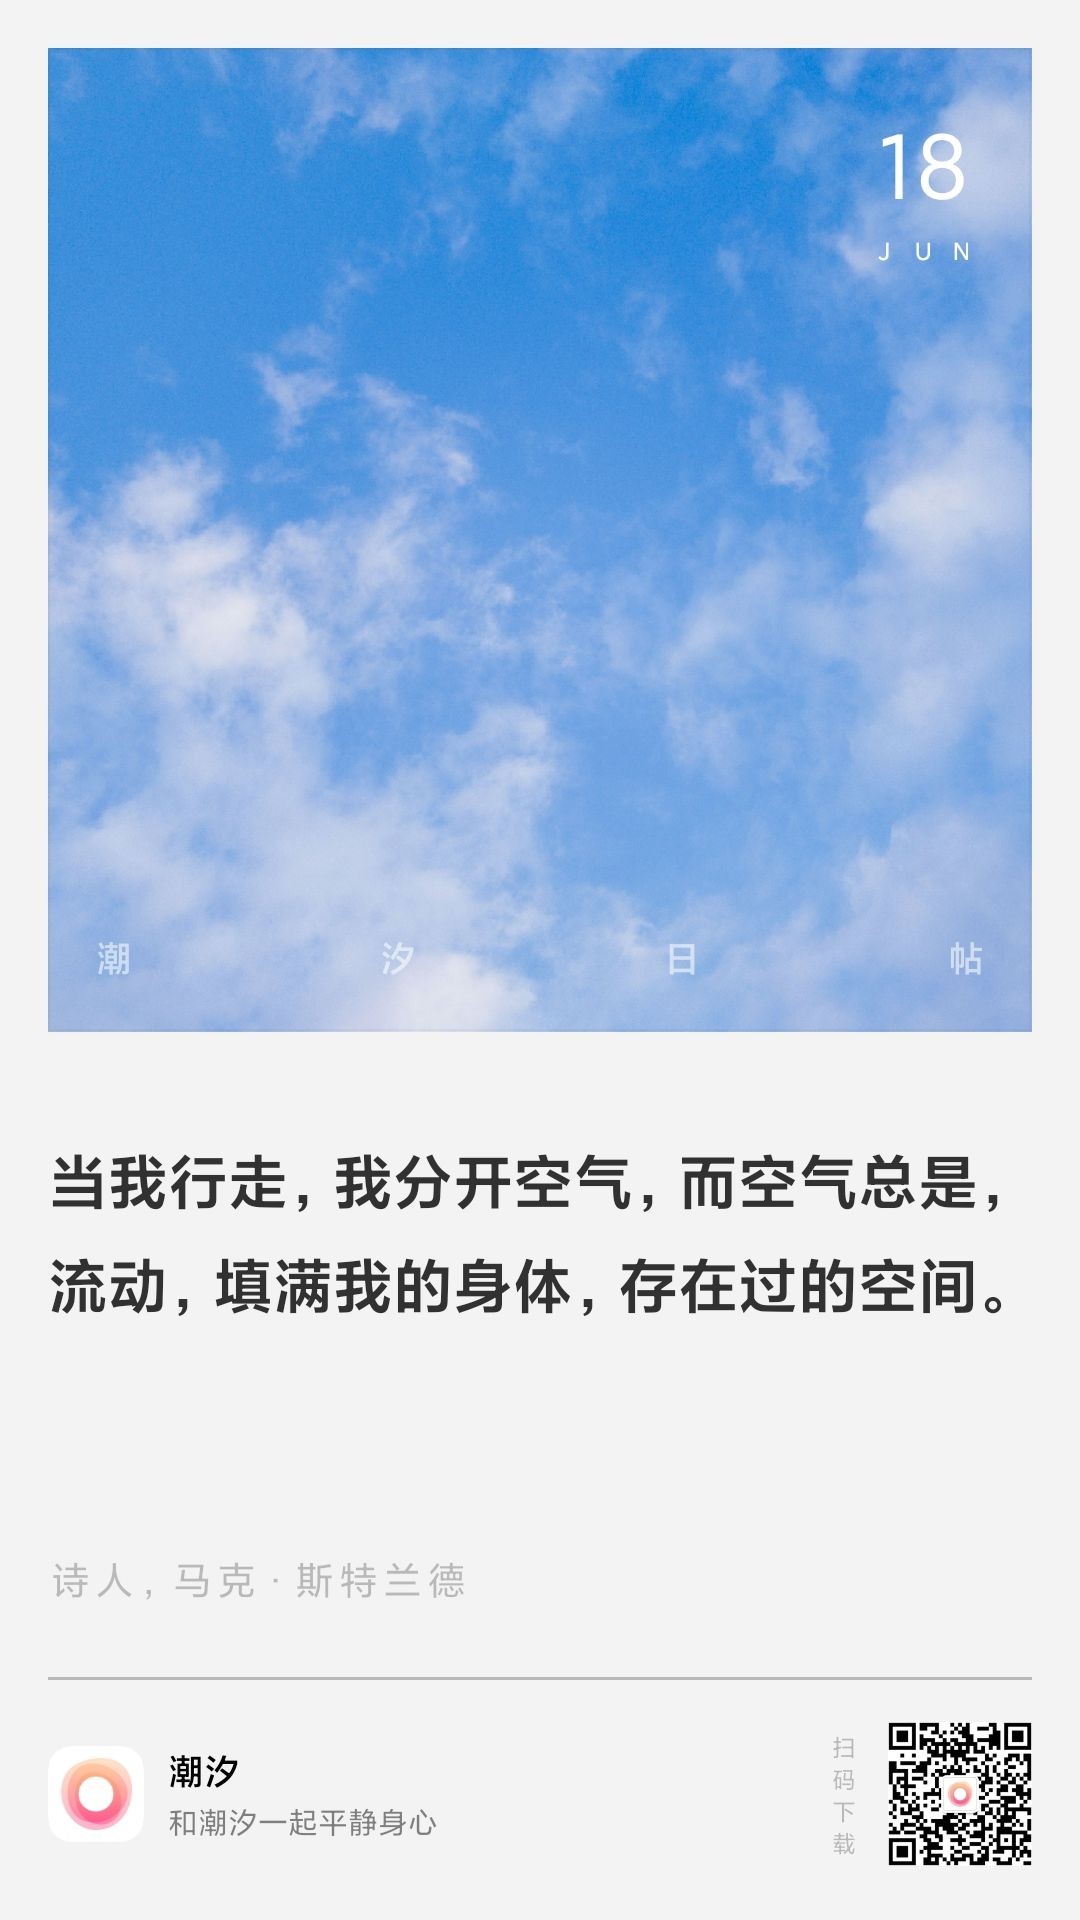 18
JUN
潮汐日帖
当我行走，我分开空气，而空气总是，
流动，填满我的身体，存在过的空间。
诗人，马克·斯特兰德
潮汐
和潮汐一起平静身心
扫码下载